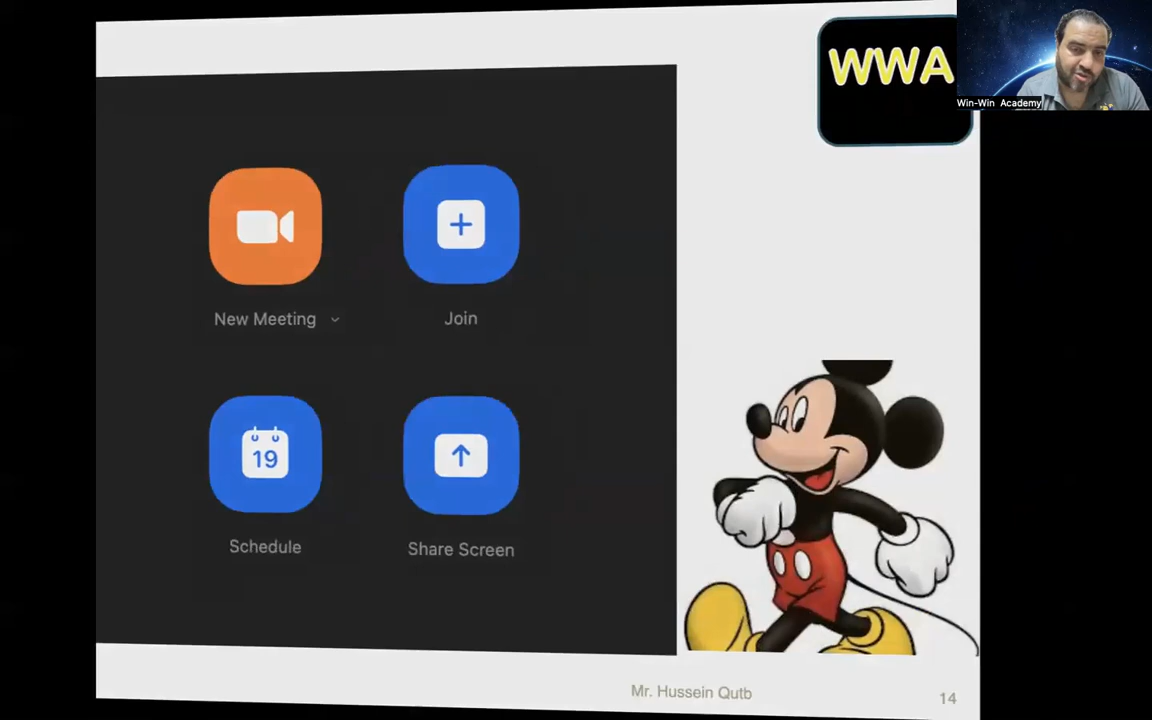 WWA
Win-Win Academy
New Meeting
Join
19
Schedule
Share Screen
Mr. Hussein Qutb
14